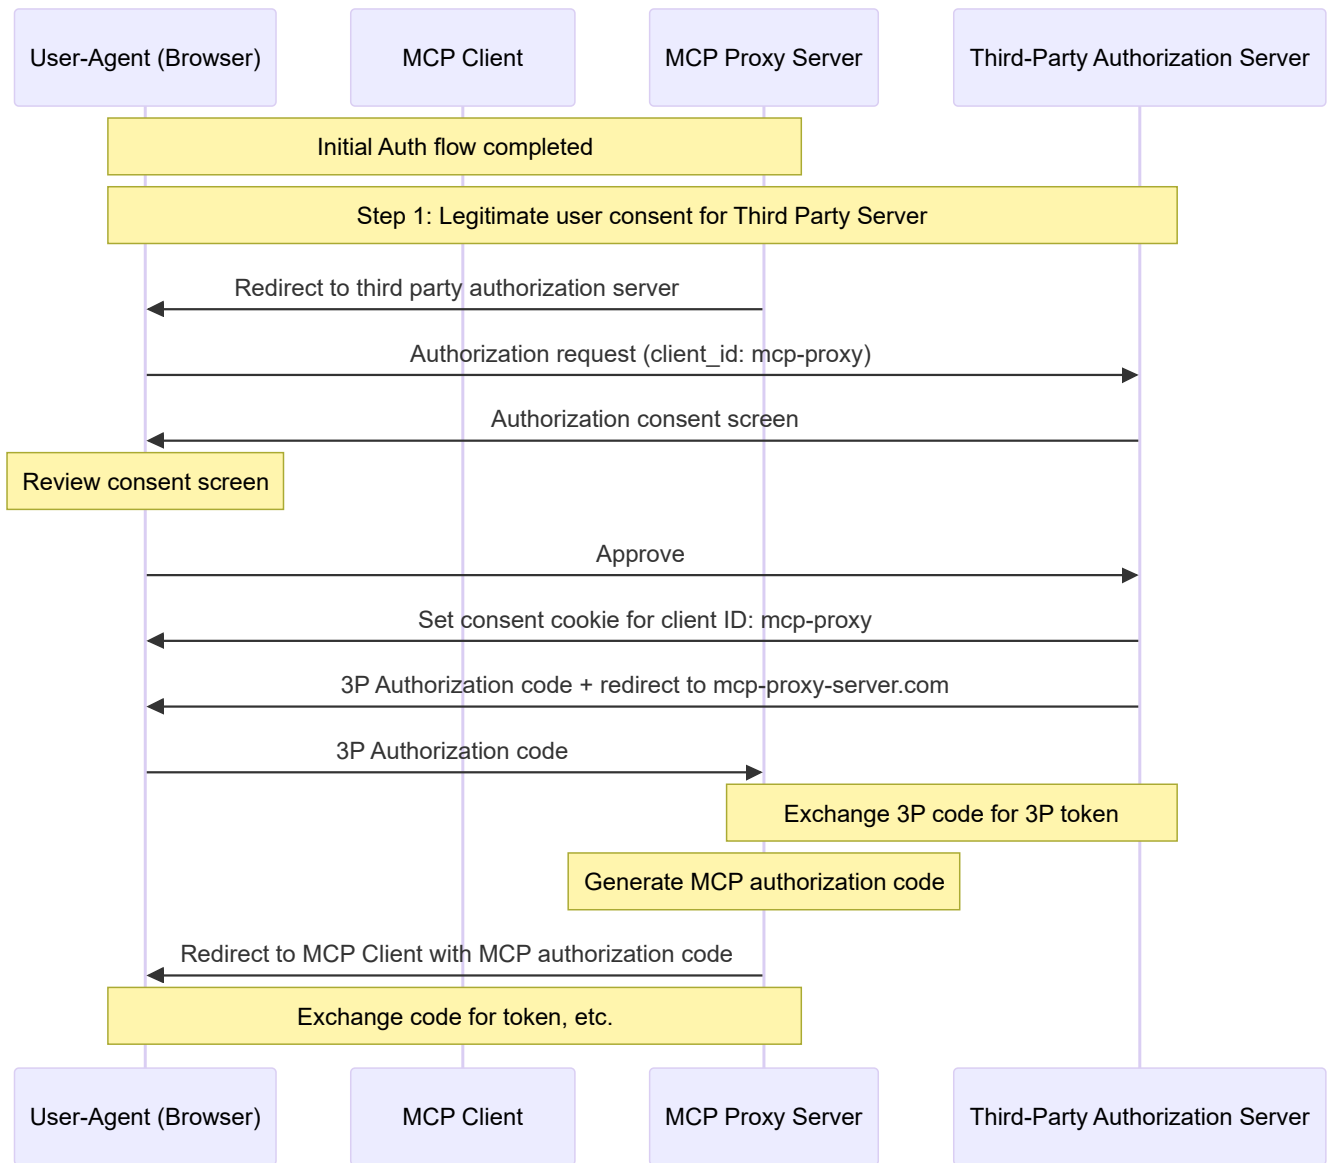 User-Agent (Browser)
MCP Client
MCP Proxy Server
Third-Party Authorization Server
Initial Auth flow completed
Step 1: Legitimate user consent for Third Party Server
Redirect to third party authorization server
Authorization request (client_id: mcp-proxy)
Authorization consent screen
Review consent screen
Approve
Set consent cookie for client ID: mcp-proxy
3P Authorization code + redirect to mcp-proxy-server.com
3P Authorization code
Exchange 3P code for 3P token
Generate MCP authorization code
Redirect to MCP Client with MCP authorization code
Exchange code for token, etc.
User-Agent (Browser)
MCP Client
MCP Proxy Server
Third-Party Authorization Server